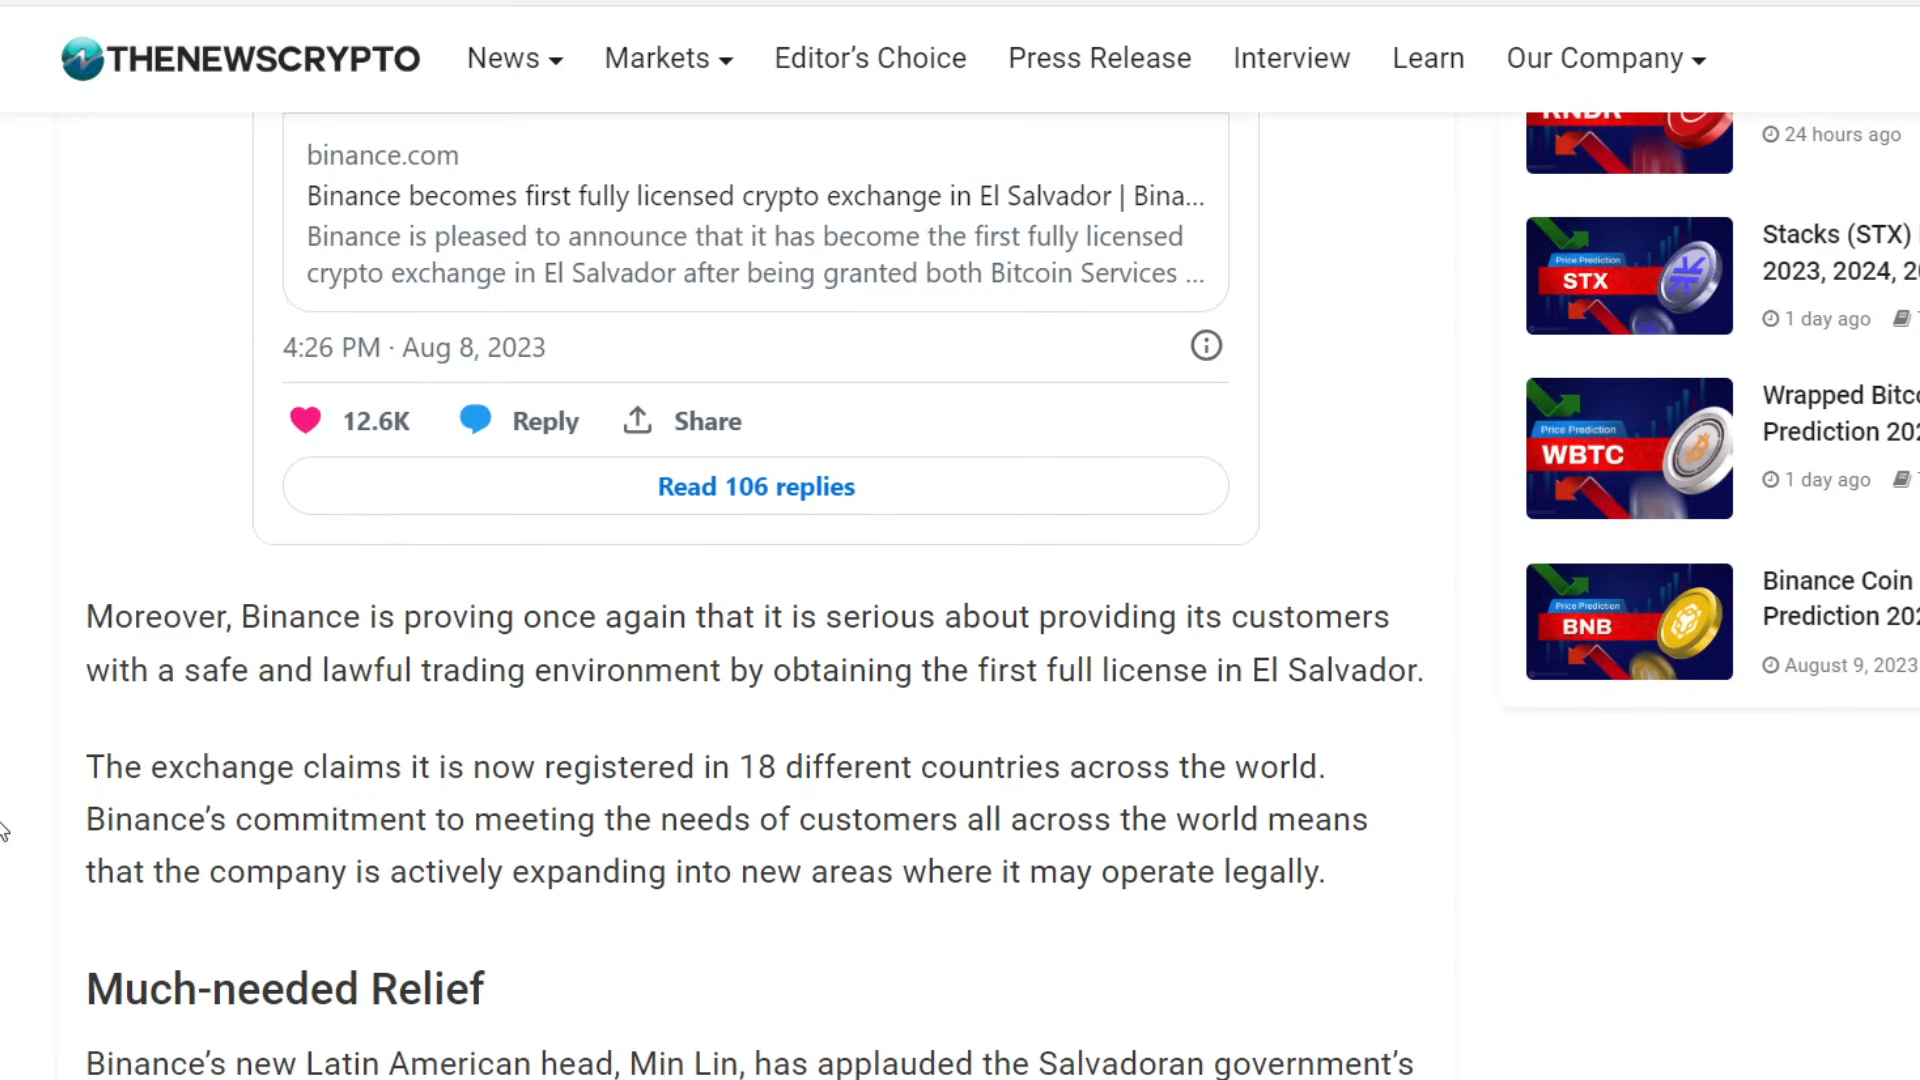 THENEWSCRYPTO
News
Markets
Editor’s Choice
Press Release
Interview
Learn
Our Company
binance.com
Binance becomes first fully licensed crypto exchange in El Salvador | Bina...
Binance is pleased to announce that it has become the first fully licensed
crypto exchange in El Salvador after being granted both Bitcoin Services ...
4:26 PM · Aug 8, 2023
12.6K
Reply
Share
Read 106 replies
Moreover, Binance is proving once again that it is serious about providing its customers
with a safe and lawful trading environment by obtaining the first full license in El Salvador.
The exchange claims it is now registered in 18 different countries across the world.
Binance’s commitment to meeting the needs of customers all across the world means
that the company is actively expanding into new areas where it may operate legally.
Much-needed Relief
Binance’s new Latin American head, Min Lin, has applauded the Salvadoran government’s
RNDR
24 hours ago
Price Prediction
STX
Stacks (STX)
2023, 2024,
1 day ago
Price Prediction
WBTC
Wrapped
Prediction
1 day ago
Price Prediction
BNB
Binance Coin
Prediction
August 9, 2023